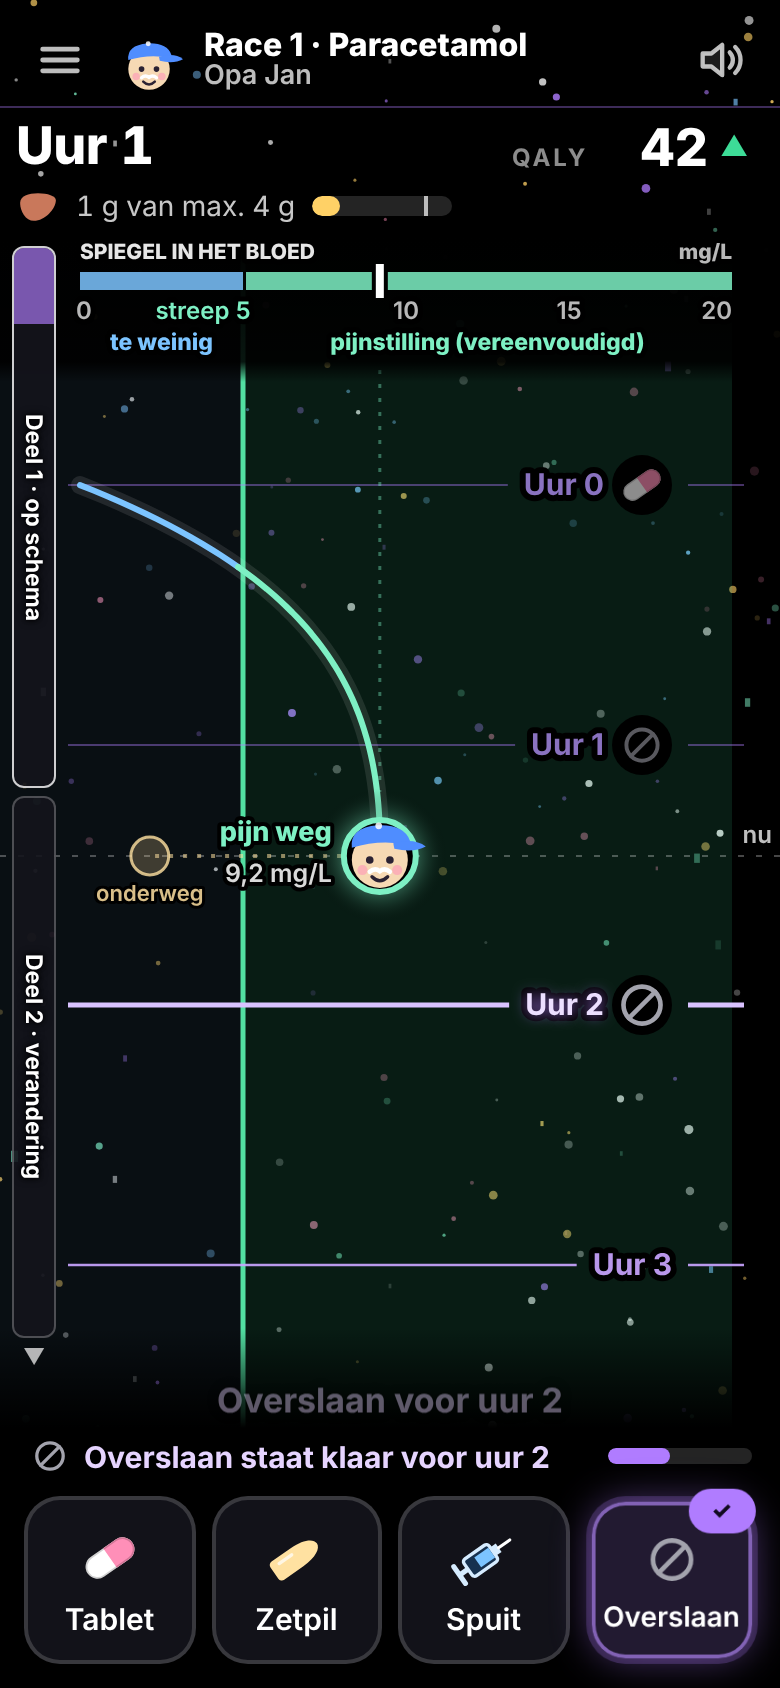 Race 1 · Paracetamol
Opa Jan
Uur 1
QALY 42
1 g van max. 4 g
SPIEGEL IN HET BLOED mg/L
0 streep 5 10 15 20
te weinig pijnstilling (vereenvoudigd)
Deel 1 · op schema
Uur 0
Uur 1
pijn weg
nu
9,2 mg/L
onderweg
Deel 2 · verandering
Uur 2
Uur 3
Overslaan voor uur 2
Overslaan staat klaar voor uur 2
Tablet Zetpil Spuit Overslaan